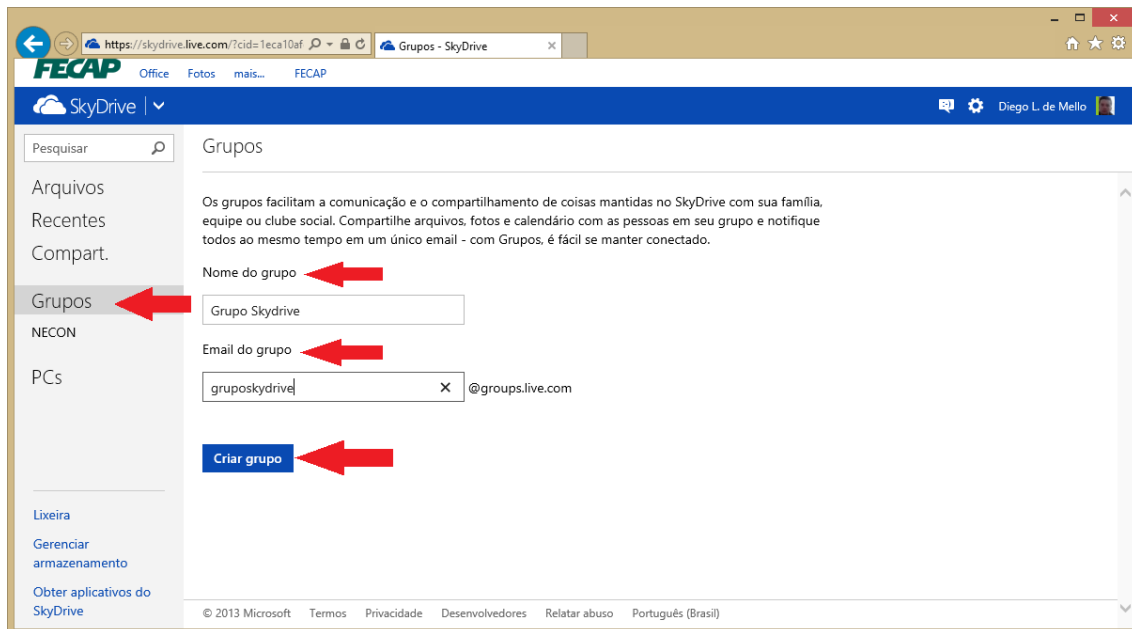 https://skydrive.live.com/?cid=1eca10af
Grupos - SkyDrive
FECAP
Office Fotos mais... FECAP
SkyDrive
Diego L. de Mello
Pesquisar
Arquivos
Recentes
Compart.
Grupos
NECON
PCs
Lixeira
Gerenciar
armazenamento
Obter aplicativos do
SkyDrive
Grupos
Os grupos facilitam a comunicação e o compartilhamento de coisas mantidas no SkyDrive com sua família,
equipe ou clube social. Compartilhe arquivos, fotos e calendário com as pessoas em seu grupo e notifique
todos ao mesmo tempo em um único email - com Grupos, é fácil se manter conectado.
Nome do grupo
Grupo Skydrive
Email do grupo
gruposkydrive @groups.live.com
Criar grupo
© 2013 Microsoft Termos Privacidade Desenvolvedores Relatar abuso Português (Brasil)